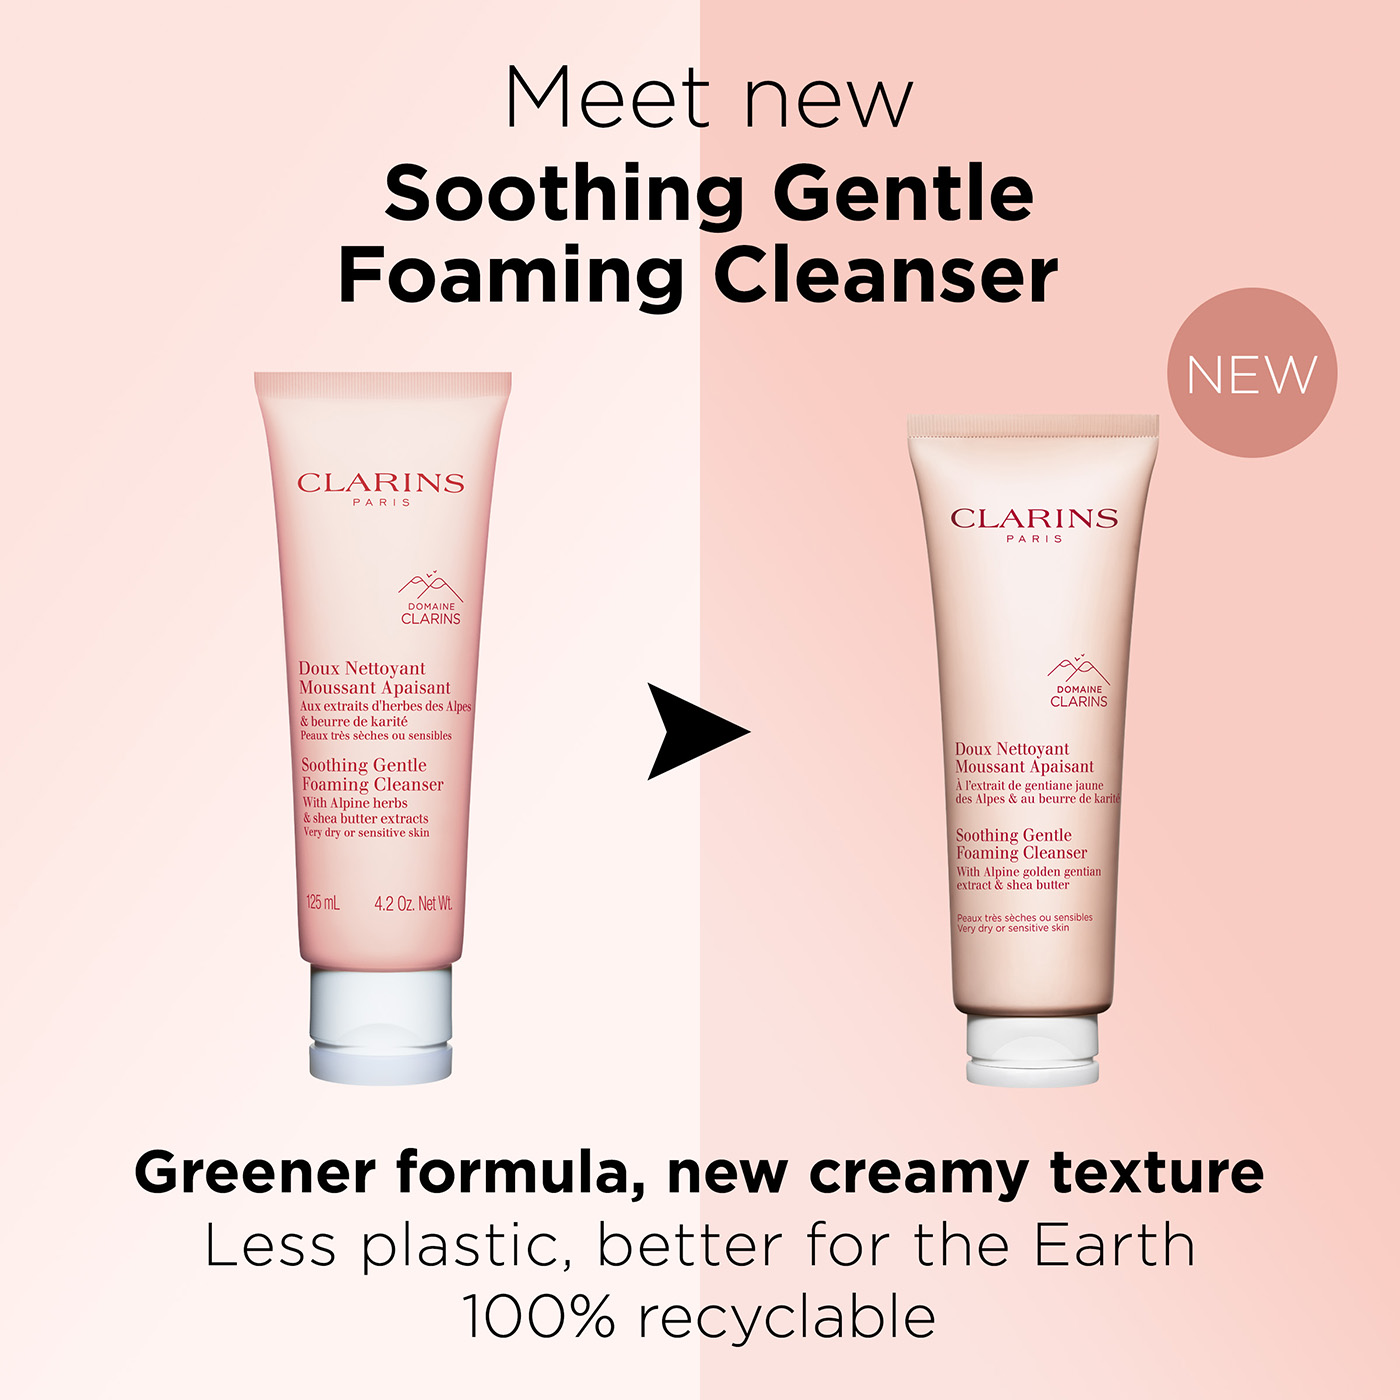 Meet new
Soothing Gentle
Foaming Cleanser
NEW
CLARINS
PARIS
DOMAINE
CLARINS
Doux Nettoyant
Moussant Apaisant
Aux extraits d'herbes des Alpes
& beurre de karité
Peaux très sèches ou sensibles
Soothing Gentle
Foaming Cleanser
With Alpine herbs
& shea butter extracts
Very dry or sensitive skin
125 mL 4.2 Oz. Net Wt.
CLARINS
PARIS
DOMAINE
CLARINS
Doux Nettoyant
Moussant Apaisant
À l'extrait de gentiane jaune
des Alpes & au beurre de karité
Soothing Gentle
Foaming Cleanser
With Alpine golden gentian
extract & shea butter
Peaux très sèches ou sensibles
Very dry or sensitive skin
Greener formula, new creamy texture
Less plastic, better for the Earth
100% recyclable